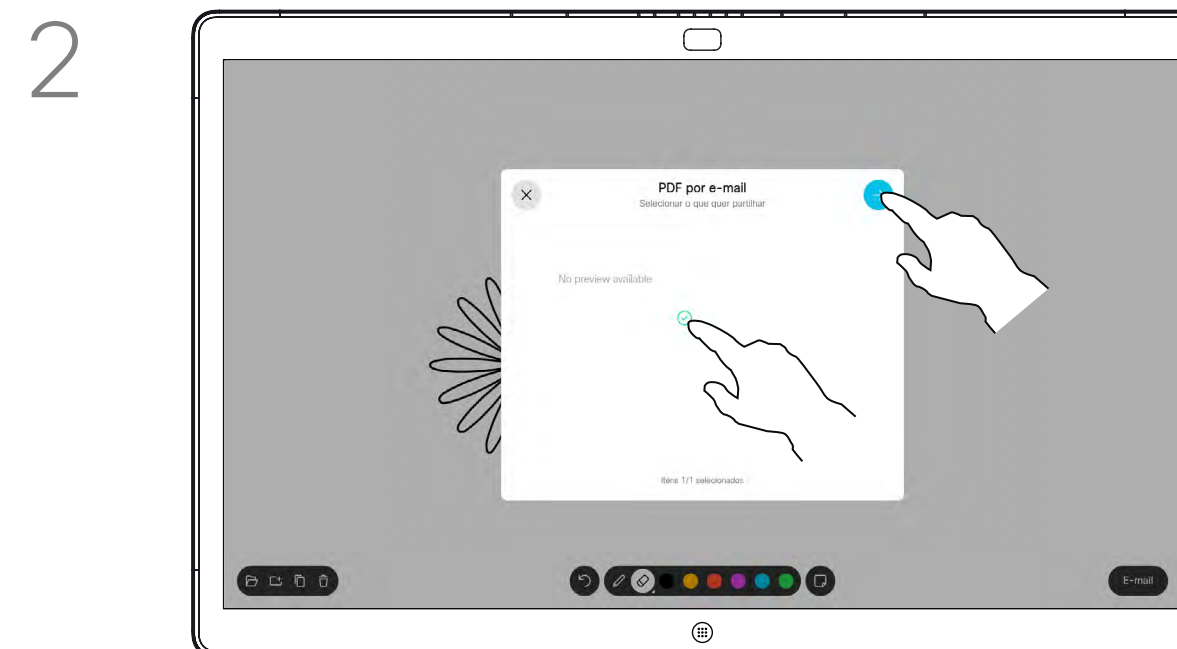 2
PDF por e-mail
Selecionar o que quer partilhar
No preview available
Itens 1/1 selecionados
E-mail